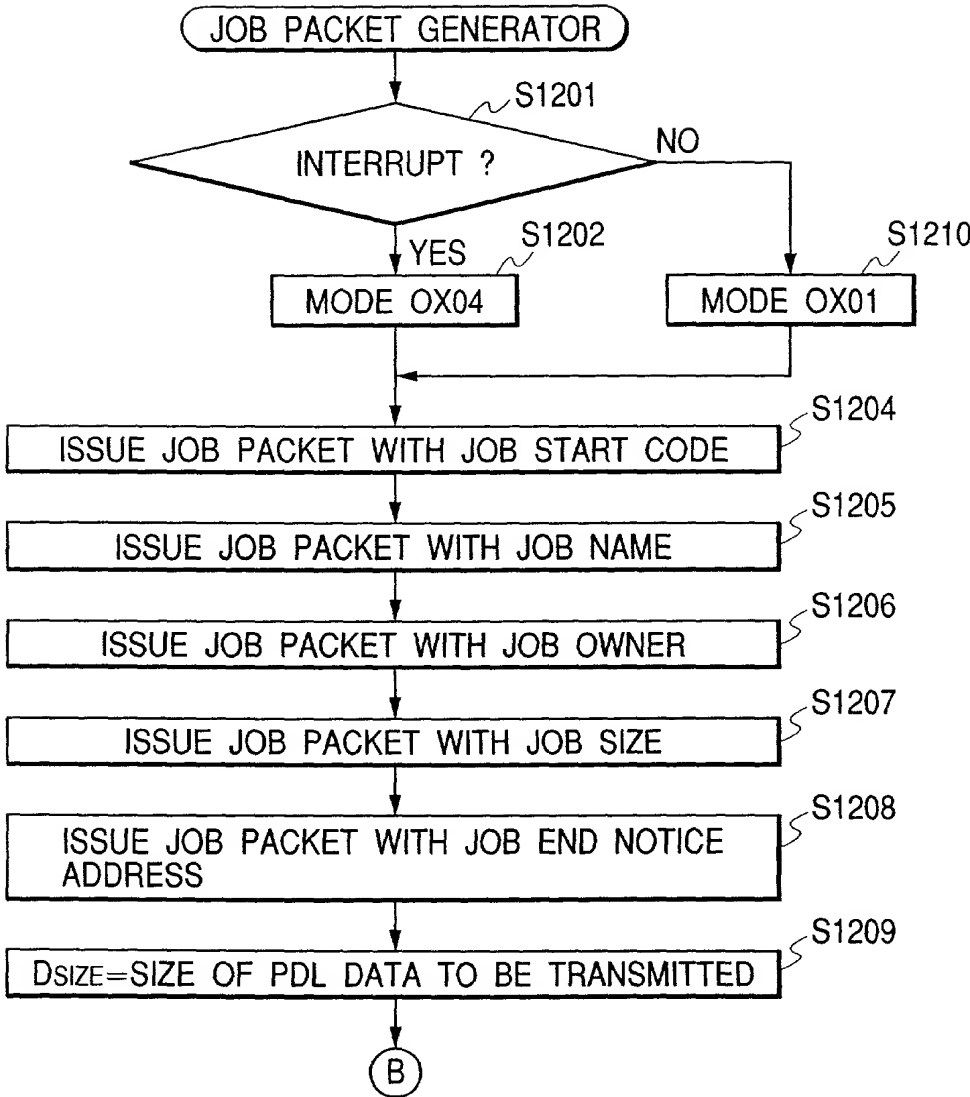 JOB PACKET GENERATOR
S1201
INTERRUPT ?
NO
YES
S1202
S1210
MODE OX04
MODE OX01
S1204
ISSUE JOB PACKET WITH JOB START CODE
S1205
ISSUE JOB PACKET WITH JOB NAME
S1206
ISSUE JOB PACKET WITH JOB OWNER
S1207
ISSUE JOB PACKET WITH JOB SIZE
S1208
ISSUE JOB PACKET WITH JOB END NOTICE
ADDRESS
S1209
DSIZE=SIZE OF PDL DATA TO BE TRANSMITTED
B